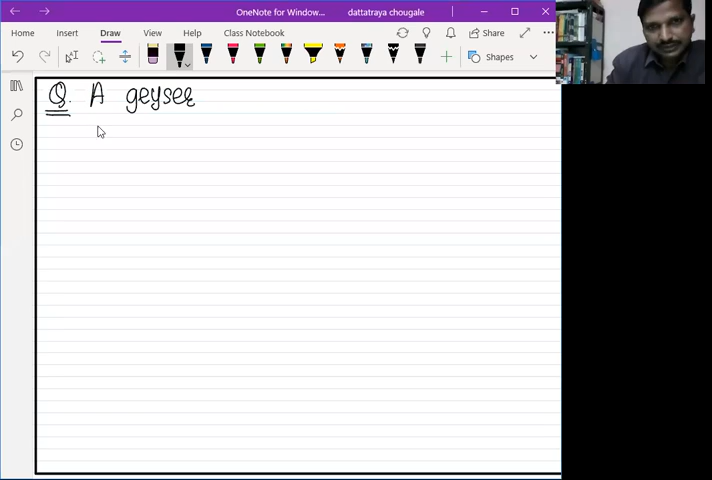 OneNote for Window... dattatraya chougale
Home Insert Draw View Help Class Notebook Share
Shapes
Q. A geyser